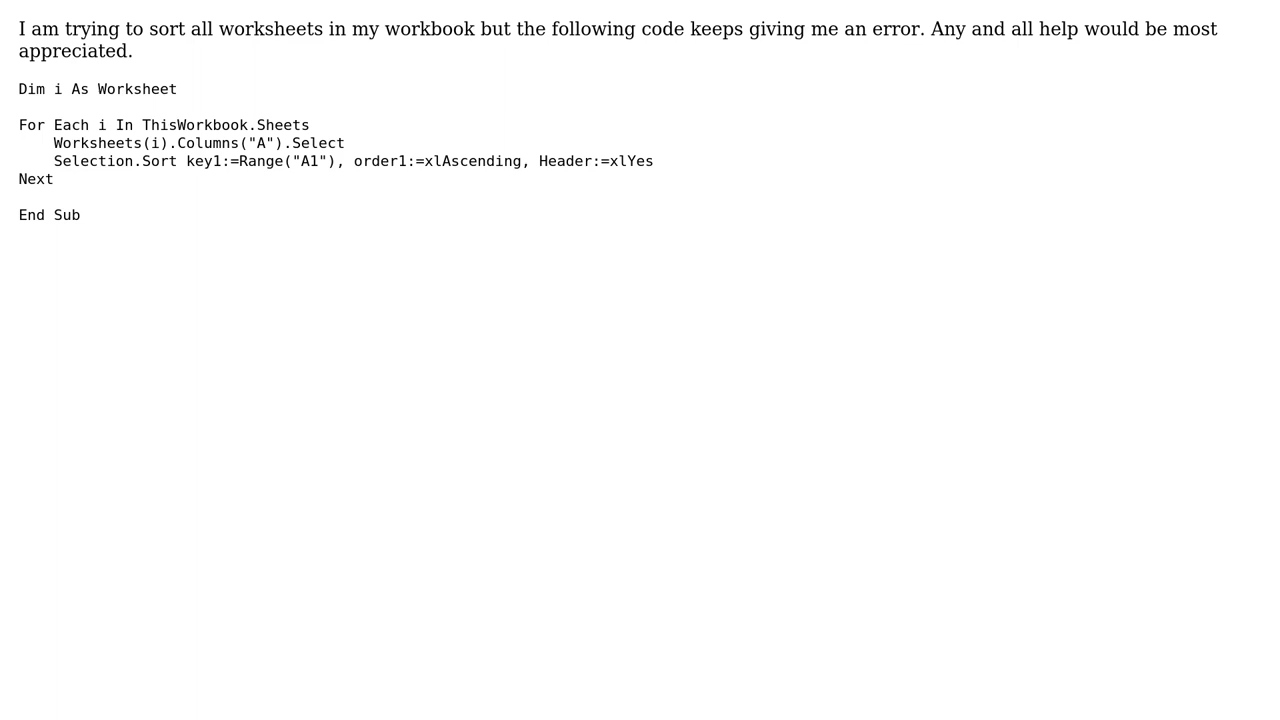 I am trying to sort all worksheets in my workbook but the following code keeps giving me an error. Any and all help would be most
appreciated.
Dim i As Worksheet
For Each i In ThisWorkbook.Sheets
    Worksheets(i).Columns("A").Select
    Selection.Sort key1:=Range("A1"), order1:=xlAscending, Header:=xlYes
Next
End Sub